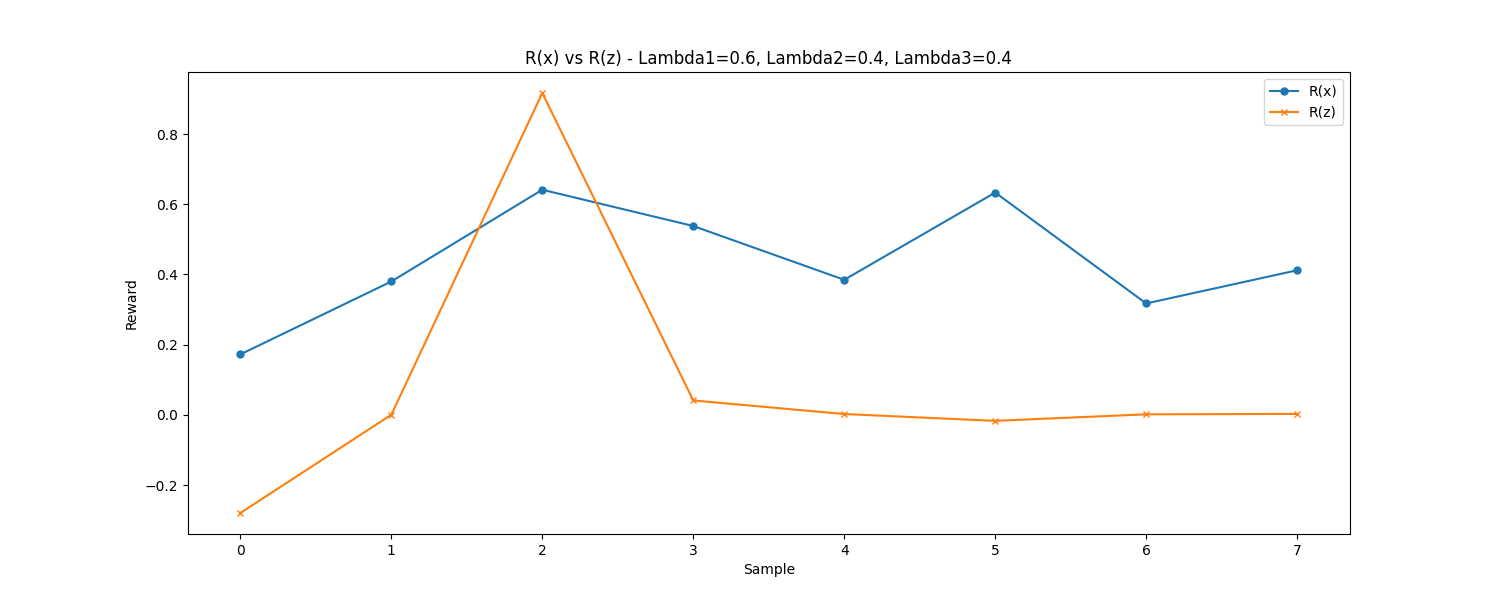 R(x) vs R(z) - Lambda1=0.6, Lambda2=0.4, Lambda3=0.4
R(x)
R(z)
0.8
0.6
0.4
0.2
0.0
−0.2
Reward
0 1 2 3 4 5 6 7
Sample